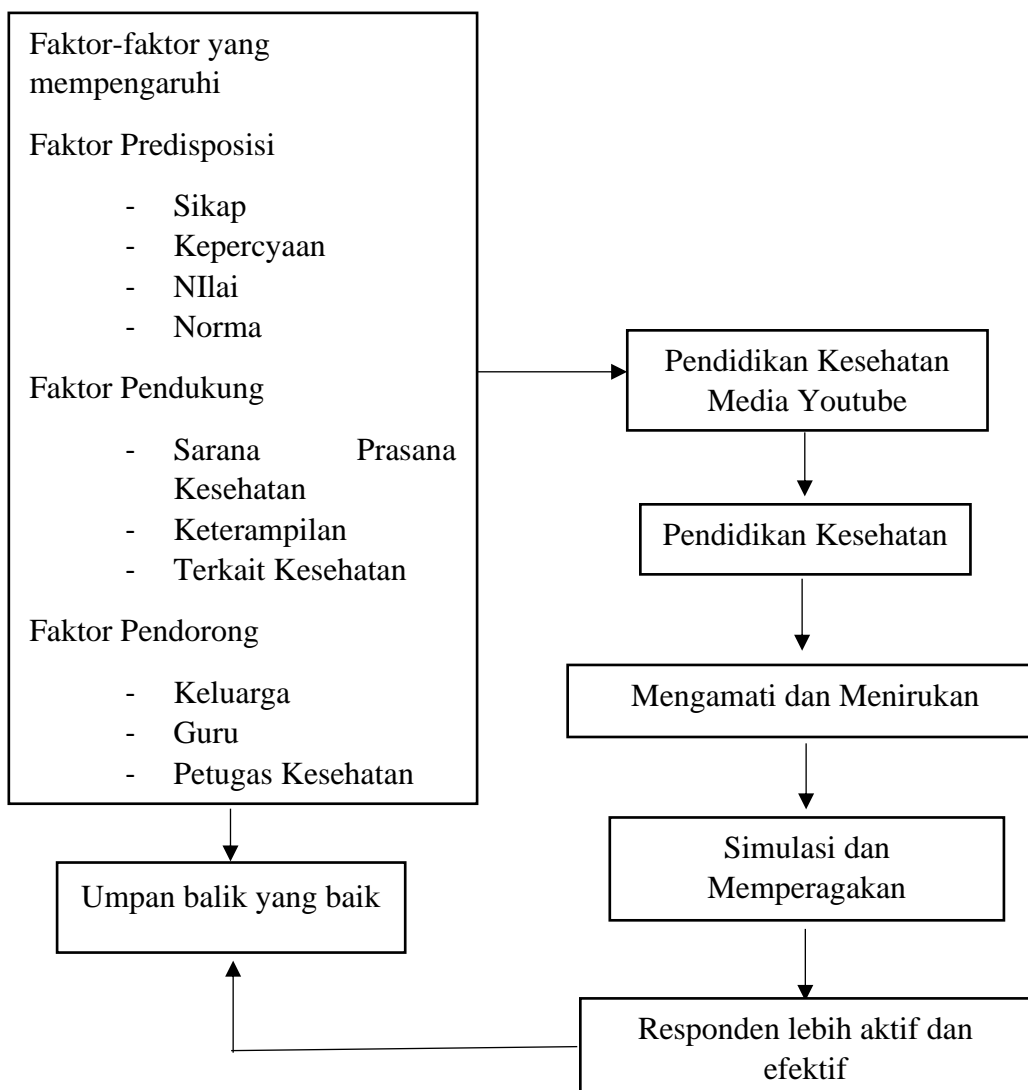 Faktor-faktor yang
mempengaruhi
Faktor Predisposisi
- Sikap
- Kepercyaan
- NIlai
- Norma
Faktor Pendukung
- Sarana Prasana
Kesehatan
- Keterampilan
- Terkait Kesehatan
Faktor Pendorong
- Keluarga
- Guru
- Petugas Kesehatan
Umpan balik yang baik
Pendidikan Kesehatan
Media Youtube
Pendidikan Kesehatan
Mengamati dan Menirukan
Simulasi dan
Memperagakan
Responden lebih aktif dan
efektif